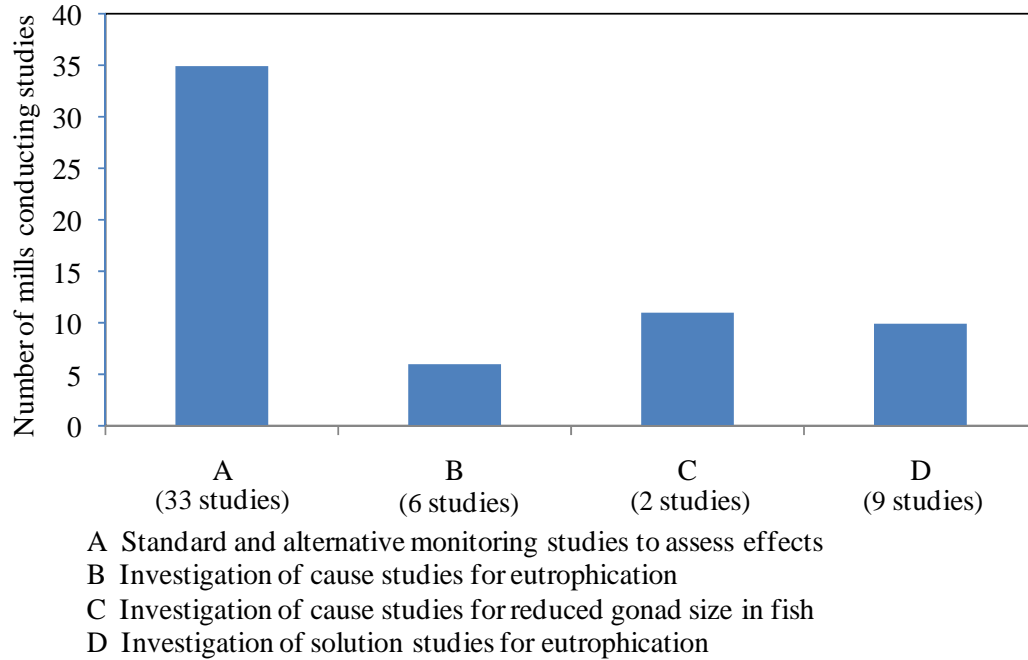 Number of mills conducting studies
40
35
30
25
20
15
10
5
0
A
(33 studies)
B
(6 studies)
C
(2 studies)
D
(9 studies)
A Standard and alternative monitoring studies to assess effects
B Investigation of cause studies for eutrophication
C Investigation of cause studies for reduced gonad size in fish
D Investigation of solution studies for eutrophication